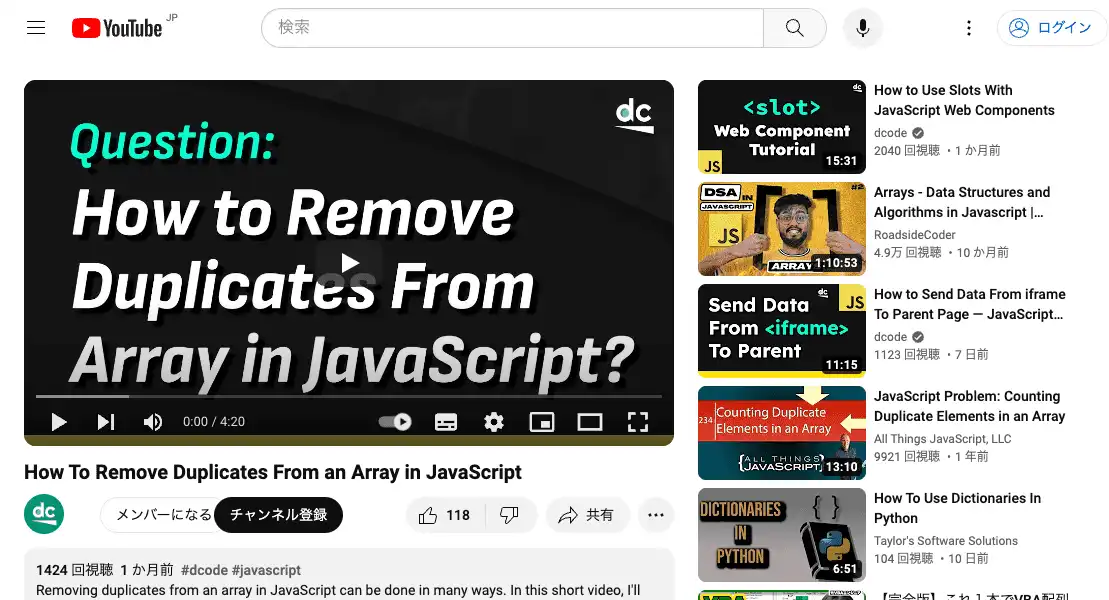 YouTube JP
検索
ログイン
dc
Question:
How to Remove
Duplicates From
Array in JavaScript?
0:00 / 4:20
How To Remove Duplicates From an Array in JavaScript
dc
メンバーになる
チャンネル登録
118
共有
1424 回視聴 1 か月前 #dcode #javascript
Removing duplicates from an array in JavaScript can be done in many ways. In this short video, I'll
dc
<slot>
Web Component
Tutorial
JS
15:31
How to Use Slots With
JavaScript Web Components
dcode
2040 回視聴 ・1 か月前
DSA IN
JAVASCRIPT
#2
JS
ARRAY
1:10:53
Arrays - Data Structures and
Algorithms in Javascript |...
RoadsideCoder
4.9万 回視聴 ・10 か月前
Send Data
From <iframe>
To Parent
dc
JS
11:15
How to Send Data From iframe
To Parent Page — JavaScript...
dcode
1123 回視聴 ・7 日前
234
Counting Duplicate
Elements in an Array
{ALL THINGS
JAVASCRIPT}
13:10
JavaScript Problem: Counting
Duplicate Elements in an Array
All Things JavaScript, LLC
9921 回視聴 ・1 年前
DICTIONARIES
IN
PYTHON
{ }
6:51
How To Use Dictionaries In
Python
Taylor's Software Solutions
104 回視聴 ・10 日前
【完全版】これ1本でVBA配列